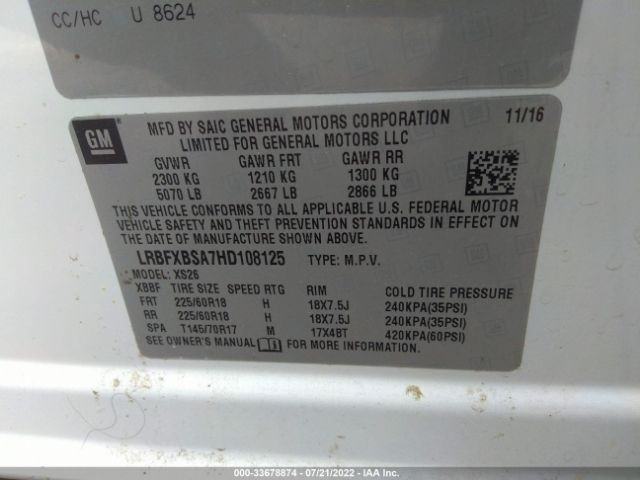 CC/HC U 8624
GM
MFD BY SAIC GENERAL MOTORS CORPORATION 11/16
LIMITED FOR GENERAL MOTORS LLC
GVWR GAWR FRT GAWR RR
2300 KG 1210 KG 1300 KG
5070 LB 2667 LB 2866 LB
THIS VEHICLE CONFORMS TO ALL APPLICABLE U.S. FEDERAL MOTOR
VEHICLE SAFETY AND THEFT PREVENTION STANDARDS IN EFFECT ON
THE DATE OF MANUFACTURE SHOWN ABOVE.
LRBFXBSA7HD108125 TYPE: M.P.V.
MODEL: XS26
XBBF TIRE SIZE SPEED RTG RIM COLD TIRE PRESSURE
FRT 225/60R18 H 18X7.5J 240KPA(35PSI)
RR 225/60R18 H 18X7.5J 240KPA(35PSI)
SPA T145/70R17 M 17X4BT 420KPA(60PSI)
SEE OWNER'S MANUAL FOR MORE INFORMATION.
000-33678874 - 07/21/2022 - IAA Inc.